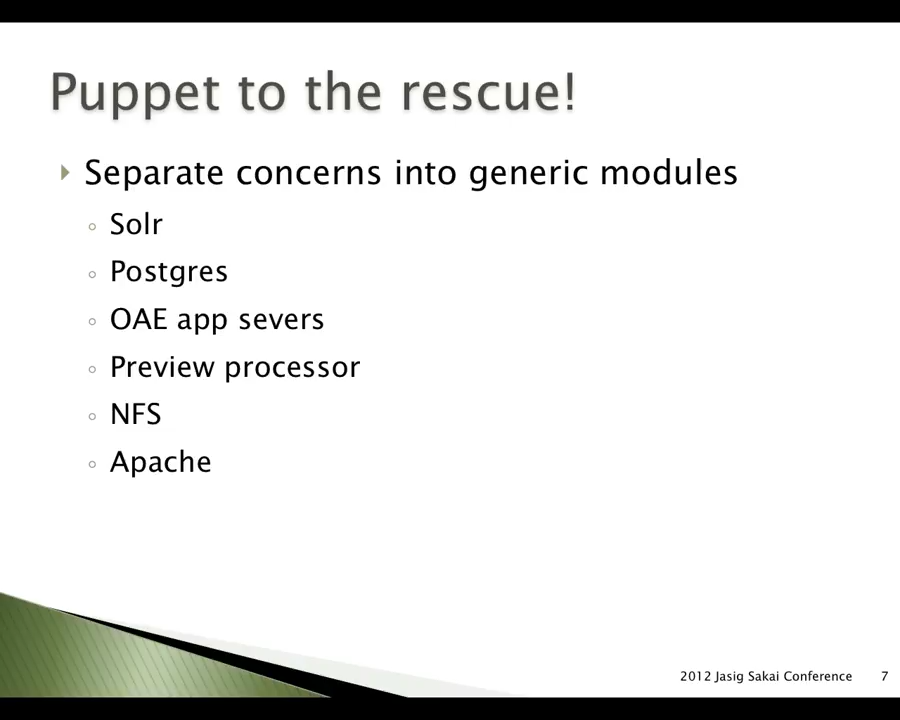 Puppet to the rescue!
Separate concerns into generic modules
Solr
Postgres
OAE app severs
Preview processor
NFS
Apache
2012 Jasig Sakai Conference 7